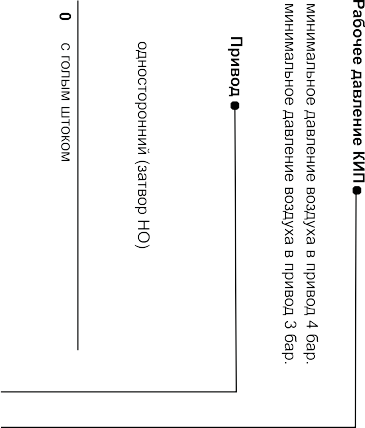 Рабочее давление КИП
минимальное давление воздуха в привод 4 бар.
минимальное давление воздуха в привод 3 бар.
Привод
односторонний (затвор НО)
0 с голым штоком